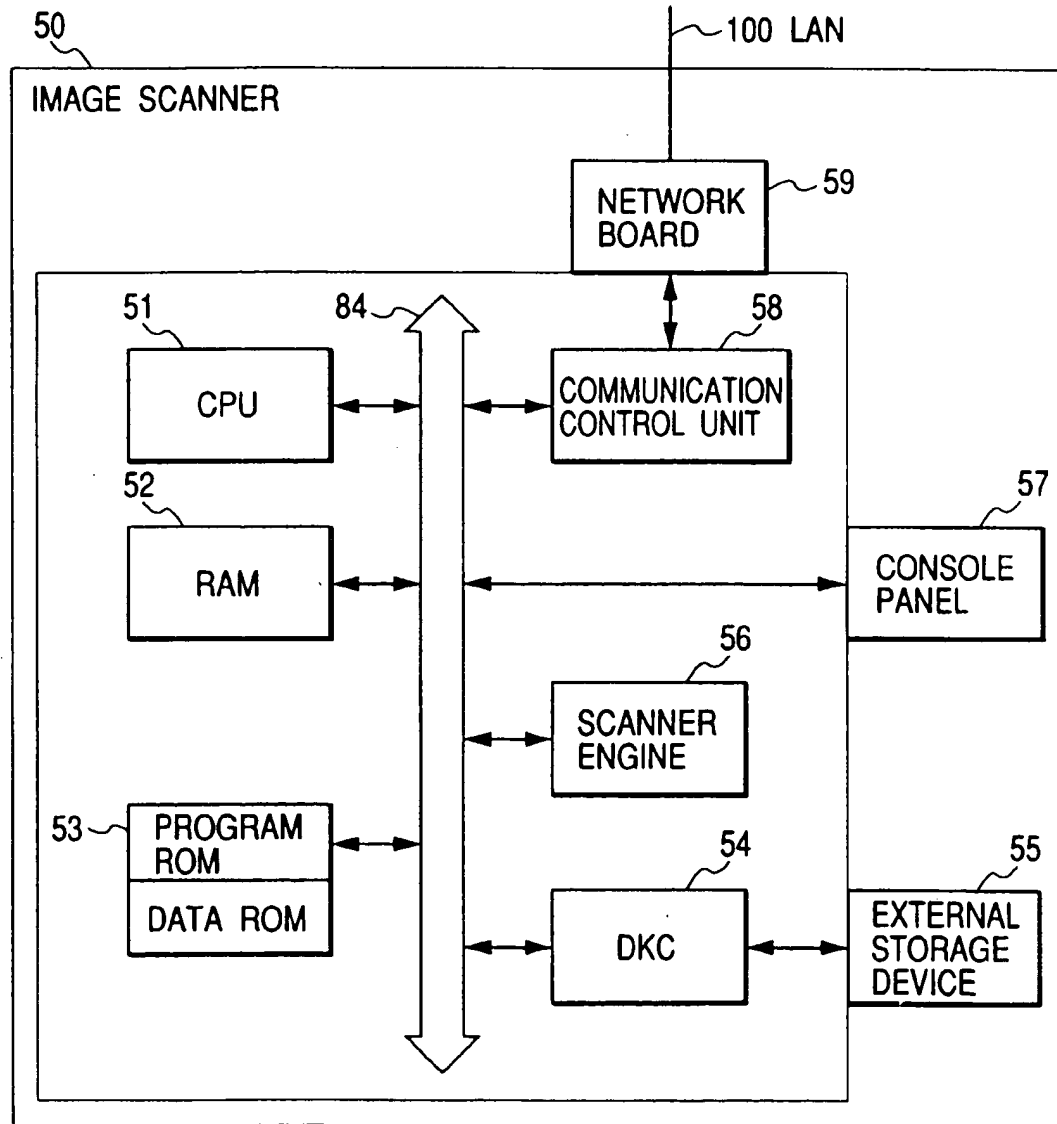 50
100 LAN
IMAGE SCANNER
NETWORK
BOARD
59
51
84
58
CPU
COMMUNICATION
CONTROL UNIT
52
57
RAM
CONSOLE
PANEL
56
SCANNER
ENGINE
53
PROGRAM
ROM
DATA ROM
54
55
DKC
EXTERNAL
STORAGE
DEVICE